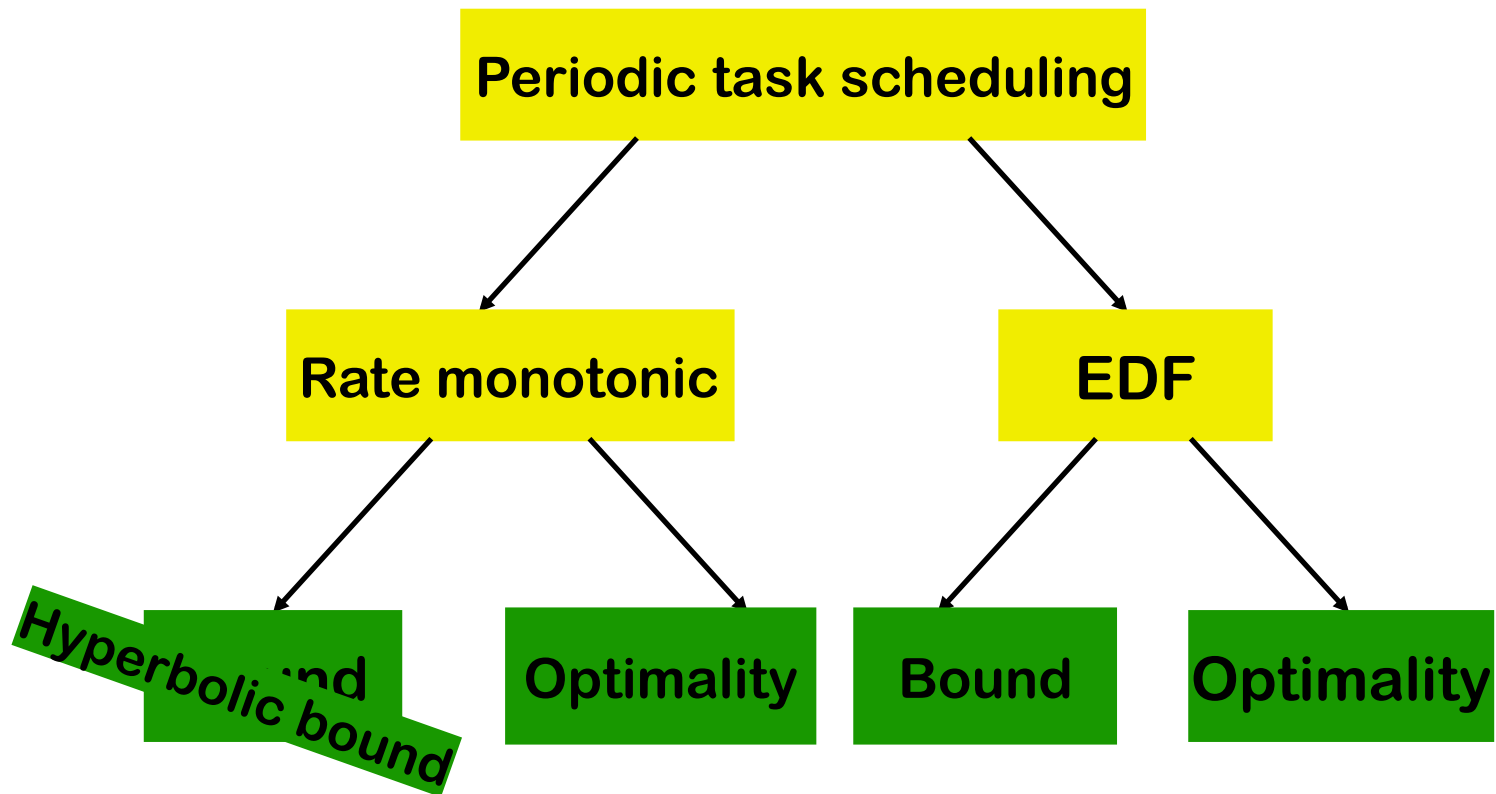 Periodic task scheduling
Rate monotonic
EDF
Hyperbolic bound
Optimality
Bound
Optimality